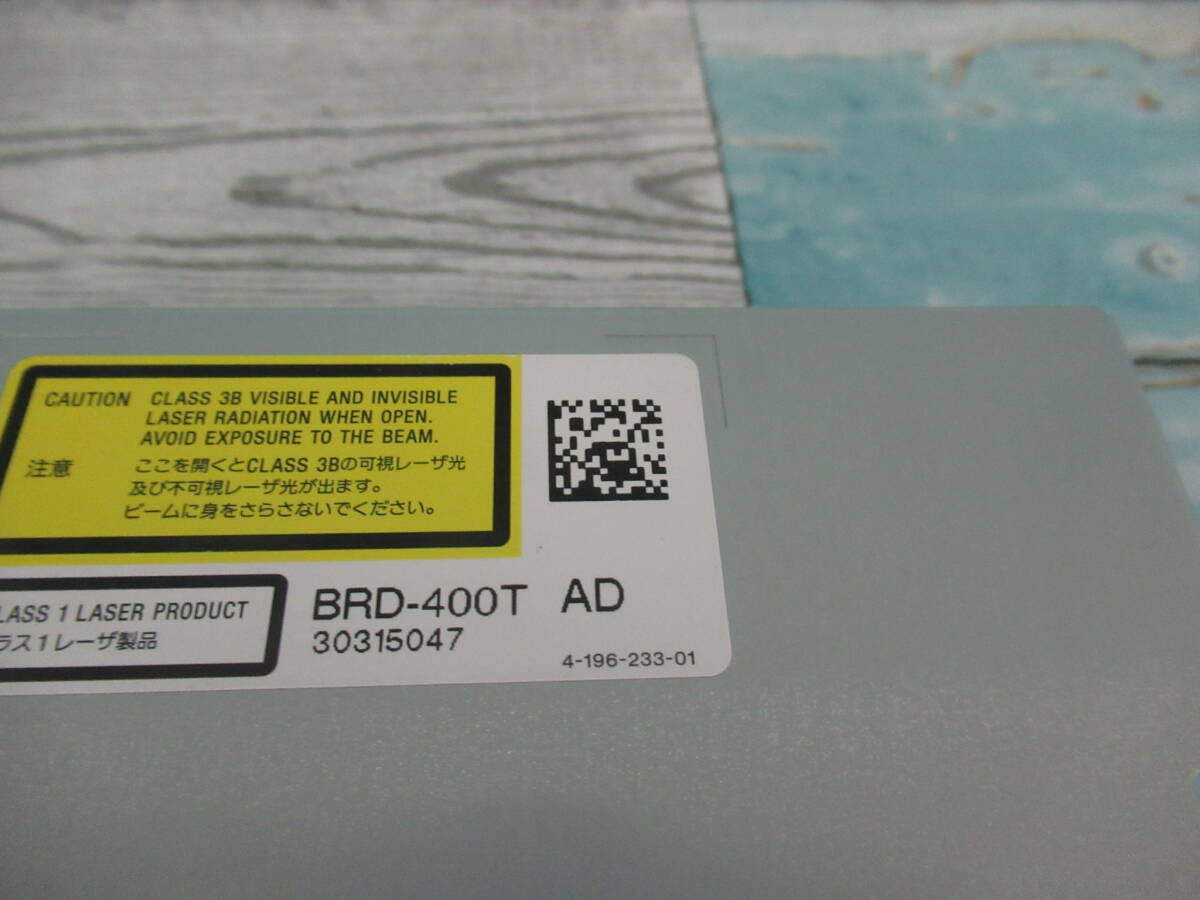 CAUTION CLASS 3B VISIBLE AND INVISIBLE
LASER RADIATION WHEN OPEN.
AVOID EXPOSURE TO THE BEAM.
注意 ここを開くとCLASS 3Bの可視レーザ光
及び不可視レーザ光が出ます。
ビームに身をさらさないでください。
LASS 1 LASER PRODUCT
ラス1レーザ製品
BRD-400T AD
30315047
4-196-233-01